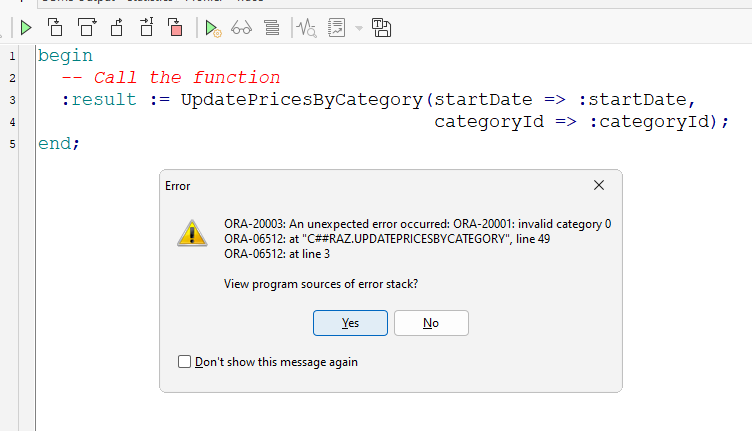 1 begin
2 -- Call the function
3 :result := UpdatePricesByCategory(startDate => :startDate,
4 categoryId => :categoryId);
5 end;
Error
ORA-20003: An unexpected error occurred: ORA-20001: invalid category 0
ORA-06512: at "C##RAZ.UPDATEPRICESBYCATEGORY", line 49
ORA-06512: at line 3
View program sources of error stack?
Yes No
Don't show this message again